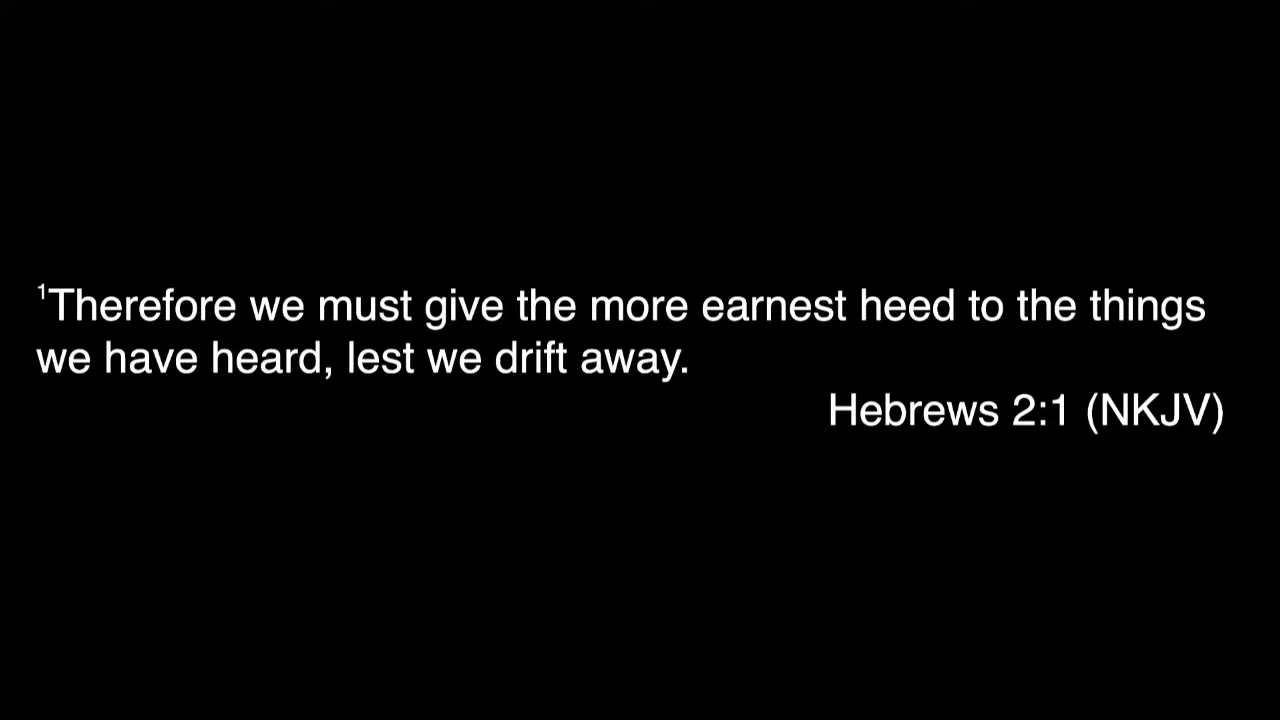 ¹Therefore we must give the more earnest heed to the things
we have heard, lest we drift away.
Hebrews 2:1 (NKJV)